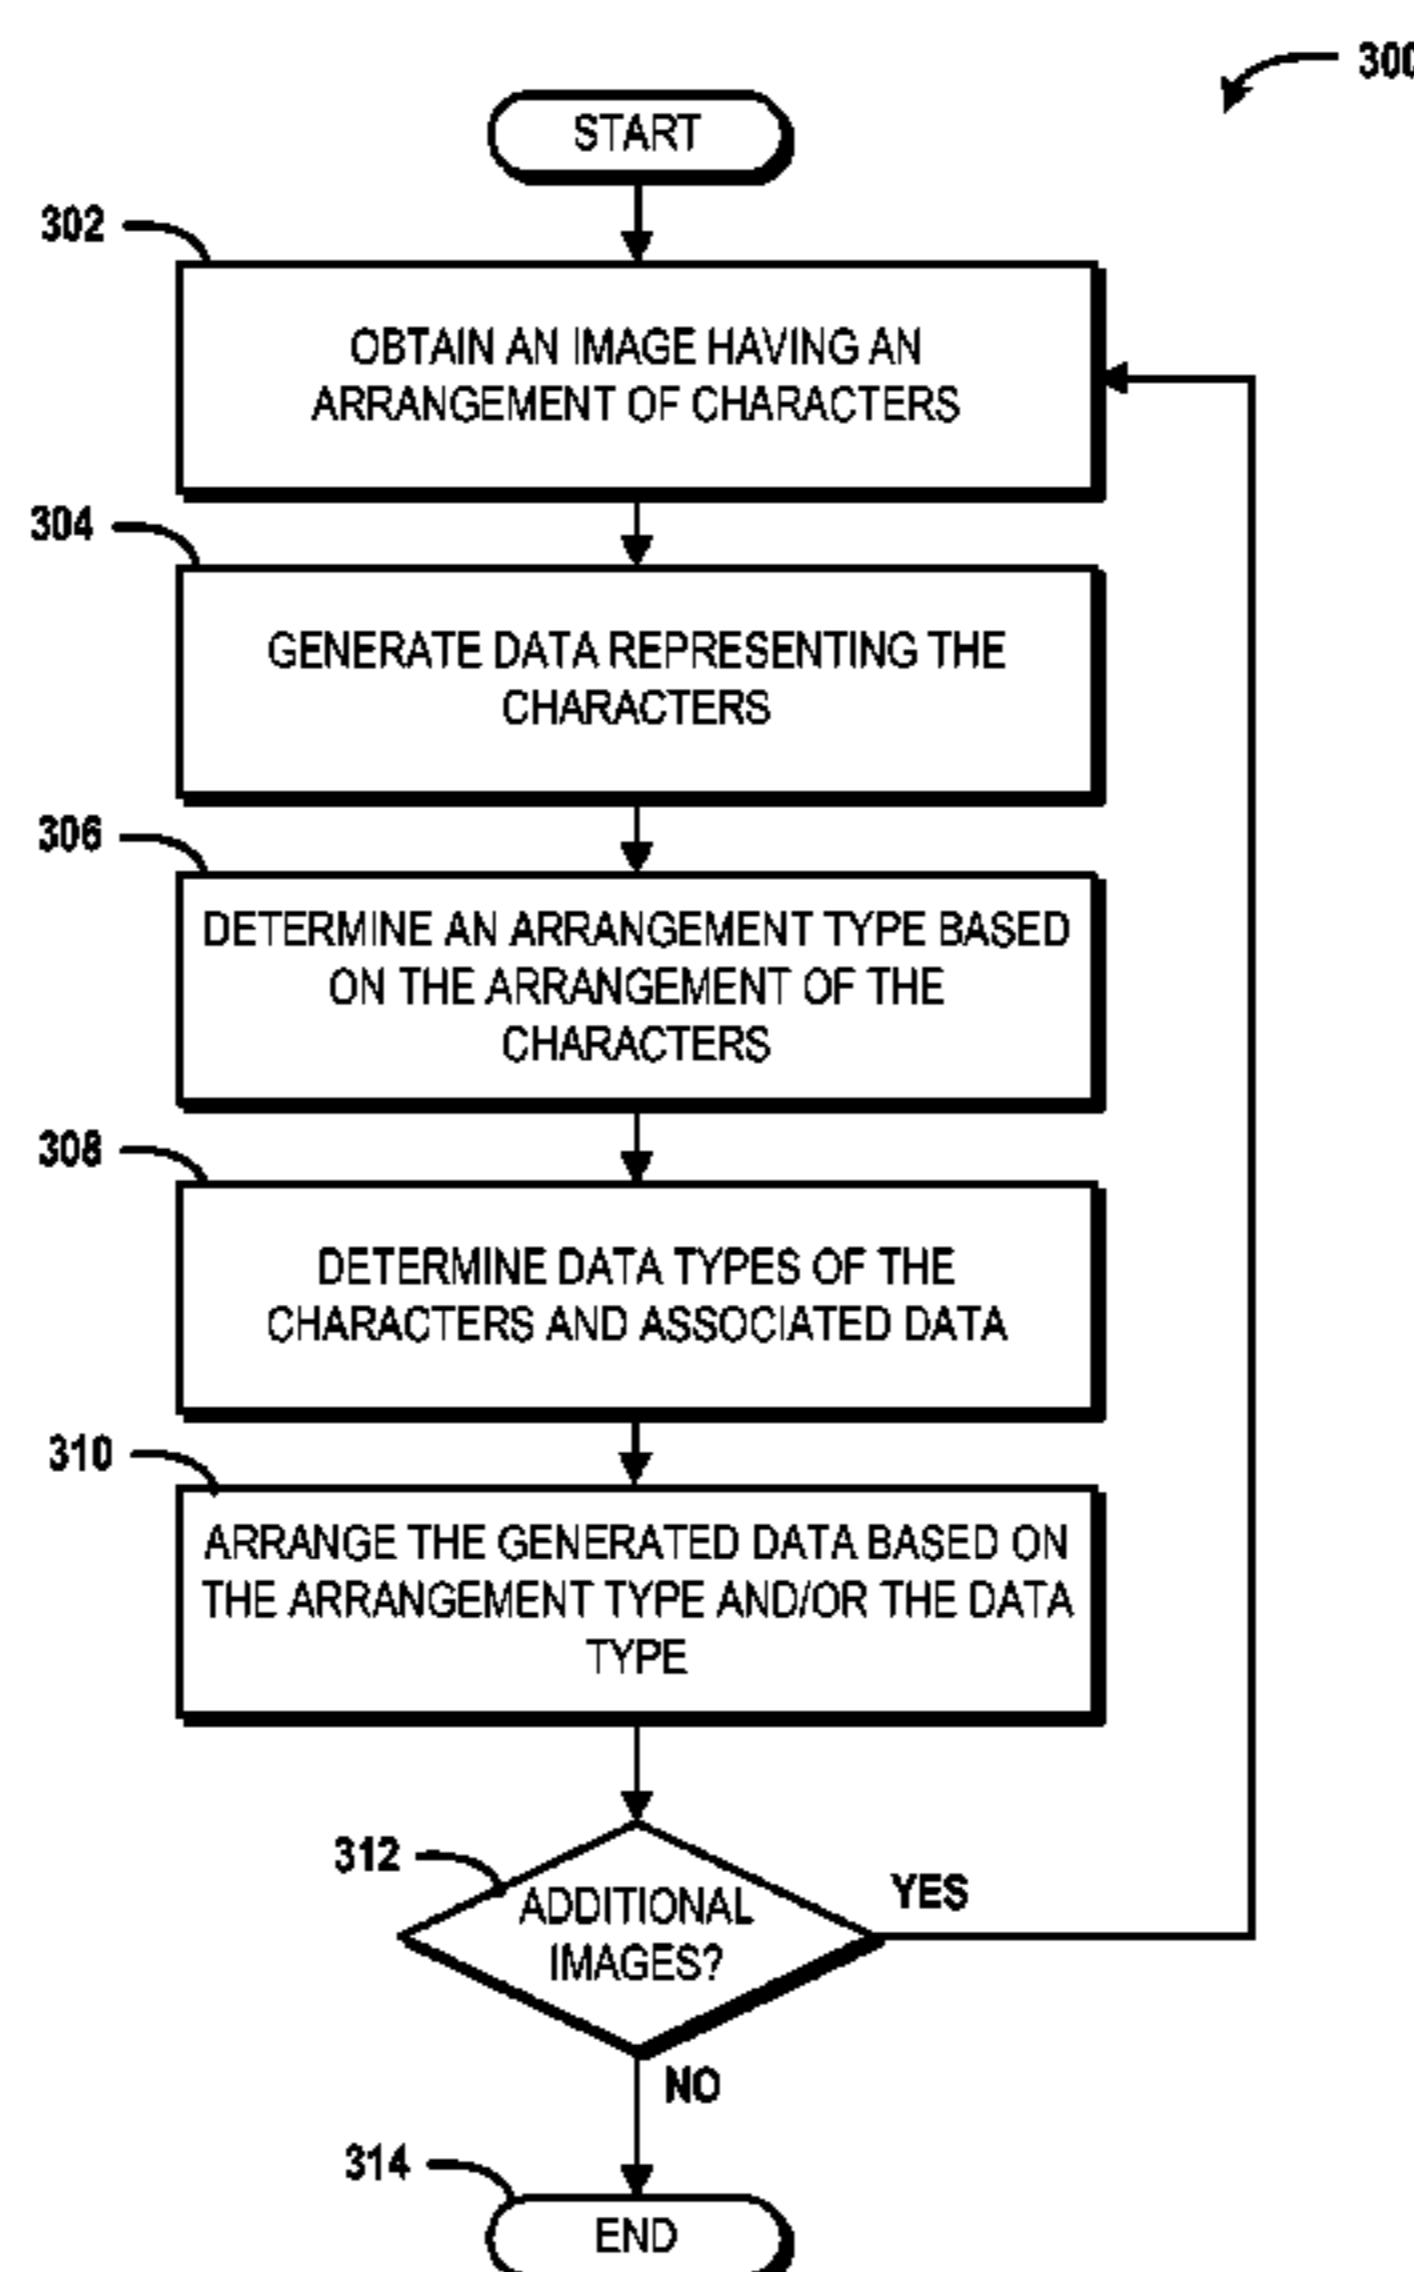 300
START
302
OBTAIN AN IMAGE HAVING AN
ARRANGEMENT OF CHARACTERS
304
GENERATE DATA REPRESENTING THE
CHARACTERS
306
DETERMINE AN ARRANGEMENT TYPE BASED
ON THE ARRANGEMENT OF THE
CHARACTERS
308
DETERMINE DATA TYPES OF THE
CHARACTERS AND ASSOCIATED DATA
310
ARRANGE THE GENERATED DATA BASED ON
THE ARRANGEMENT TYPE AND/OR THE DATA
TYPE
312
ADDITIONAL
IMAGES?
YES
NO
314
END